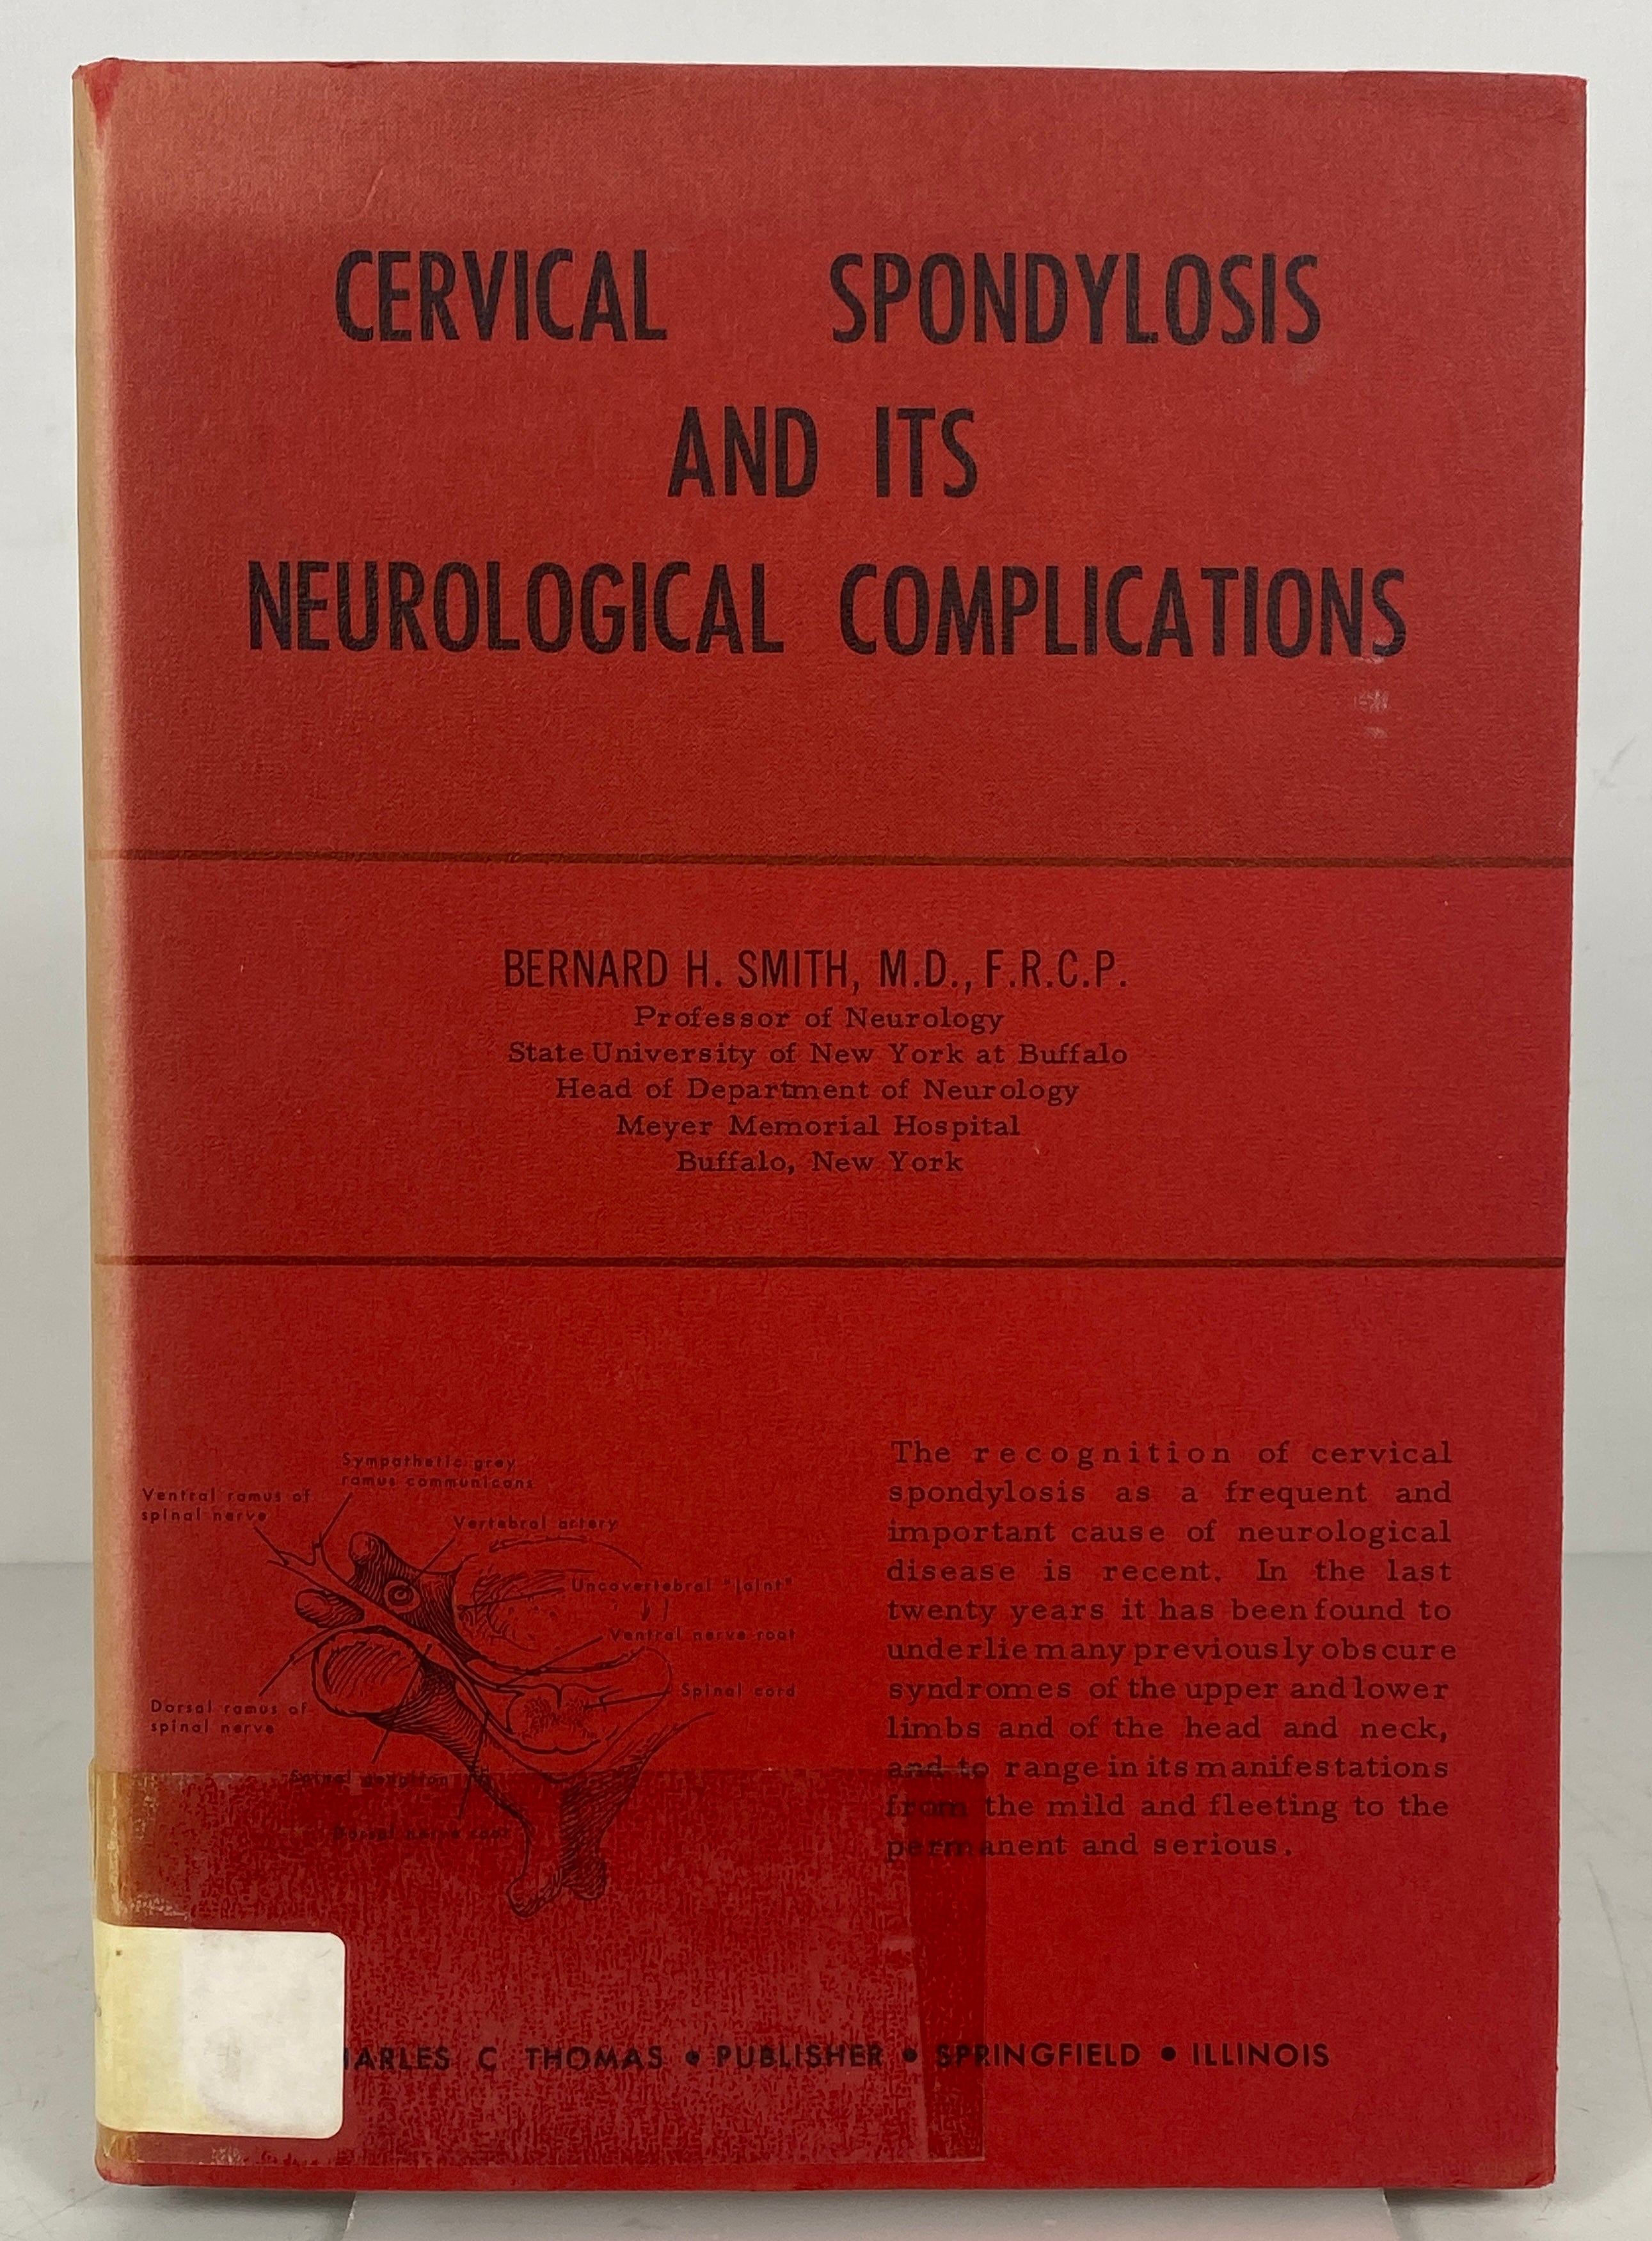 CERVICAL SPONDYLOSIS
AND ITS
NEUROLOGICAL COMPLICATIONS
BERNARD H. SMITH, M.D., F.R.C.P.
Professor of Neurology
State University of New York at Buffalo
Head of Department of Neurology
Meyer Memorial Hospital
Buffalo, New York
Sympathetic grey
ramus communicans
Ventral ramus of
spinal nerve
Vertebral artery
Uncovertebral "joint"
Ventral nerve root
Spinal cord
Dorsal ramus of
spinal nerve
Spinal ganglion
Dorsal nerve root
The recognition of cervical
spondylosis as a frequent and
important cause of neurological
disease is recent. In the last
twenty years it has been found to
underlie many previously obscure
syndromes of the upper and lower
limbs and of the head and neck,
and to range in its manifestations
from the mild and fleeting to the
permanent and serious.
ARLES C THOMAS • PUBLISHER • SPRINGFIELD • ILLINOIS